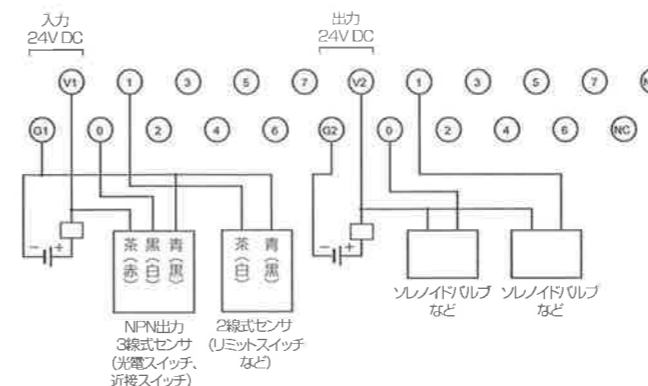 入力
24V DC
出力
24V DC
V1 1 3 5 7 V2 1 3 5 7
G1 0 2 4 6 G2 0 2 4 6 NC
− +
− +
茶(赤) 黒(白) 青(黒)
茶(白) 青(黒)
NPN出力
3線式センサ
(光電スイッチ、
近接スイッチ)
2線式センサ
(リミットスイッチ
など)
ソレノイドバルブ
など
ソレノイドバルブ
など